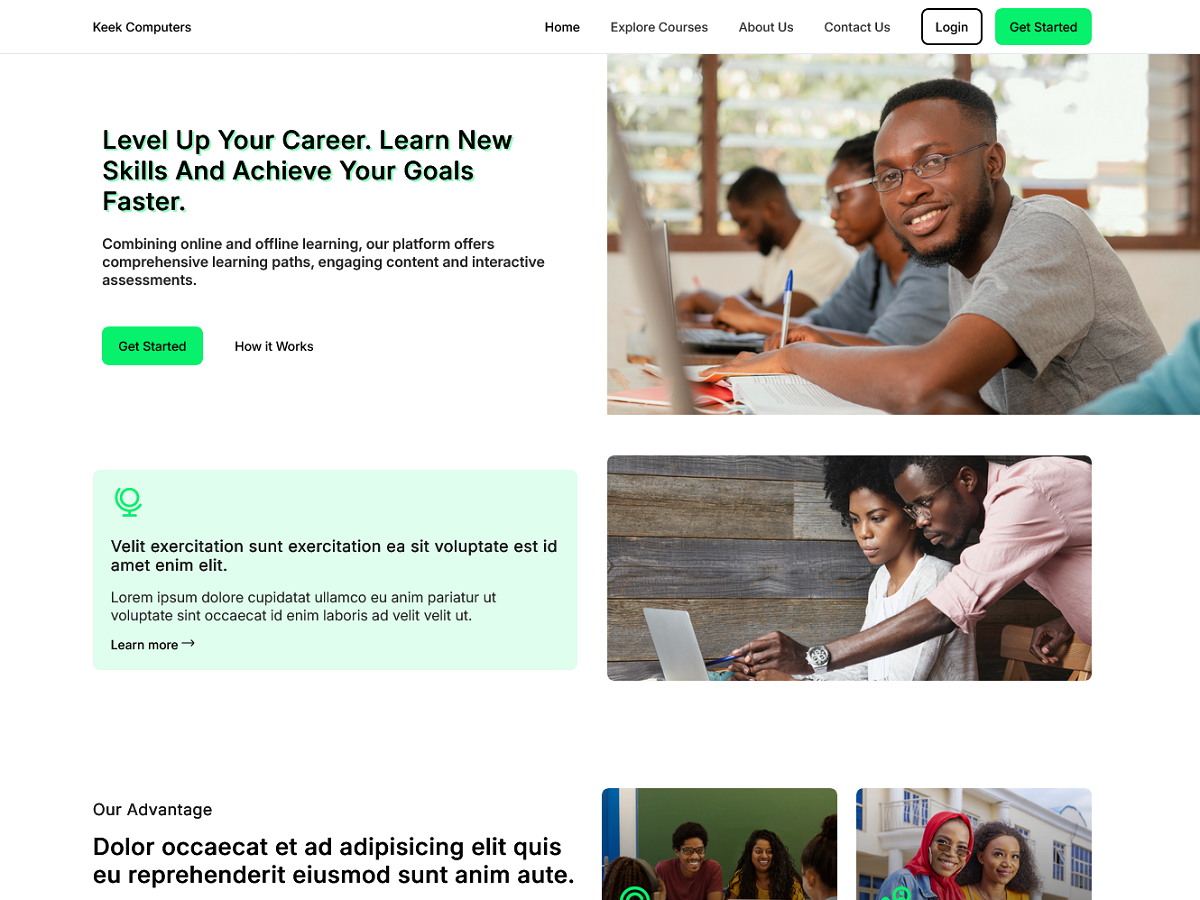 Keek Computers
Home
Explore Courses
About Us
Contact Us
Login
Get Started
Level Up Your Career. Learn New
Skills And Achieve Your Goals
Faster.
Combining online and offline learning, our platform offers
comprehensive learning paths, engaging content and interactive
assessments.
Get Started
How it Works
Velit exercitation sunt exercitation ea sit voluptate est id
amet enim elit.
Lorem ipsum dolore cupidatat ullamco eu anim pariatur ut
voluptate sint occaecat id enim laboris ad velit velit ut.
Learn more →
Our Advantage
Dolor occaecat et ad adipisicing elit quis
eu reprehenderit eiusmod sunt anim aute.